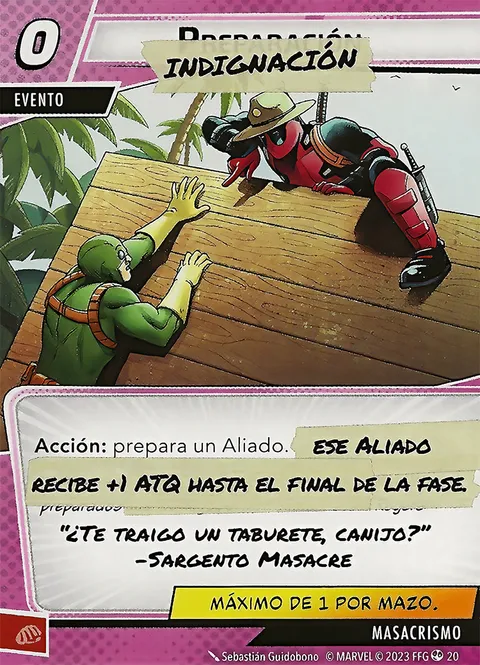 0
Preparación
INDIGNACIÓN
EVENTO
Acción: prepara un Aliado. ESE ALIADO
RECIBE +1 ATQ HASTA EL FINAL DE LA FASE.
preparados
"¿TE TRAIGO UN TABURETE, CANIJO?"
-SARGENTO MASACRE
MÁXIMO DE 1 POR MAZO.
MASACRISMO
Sebastián Guidobono © MARVEL © 2023 FFG 20